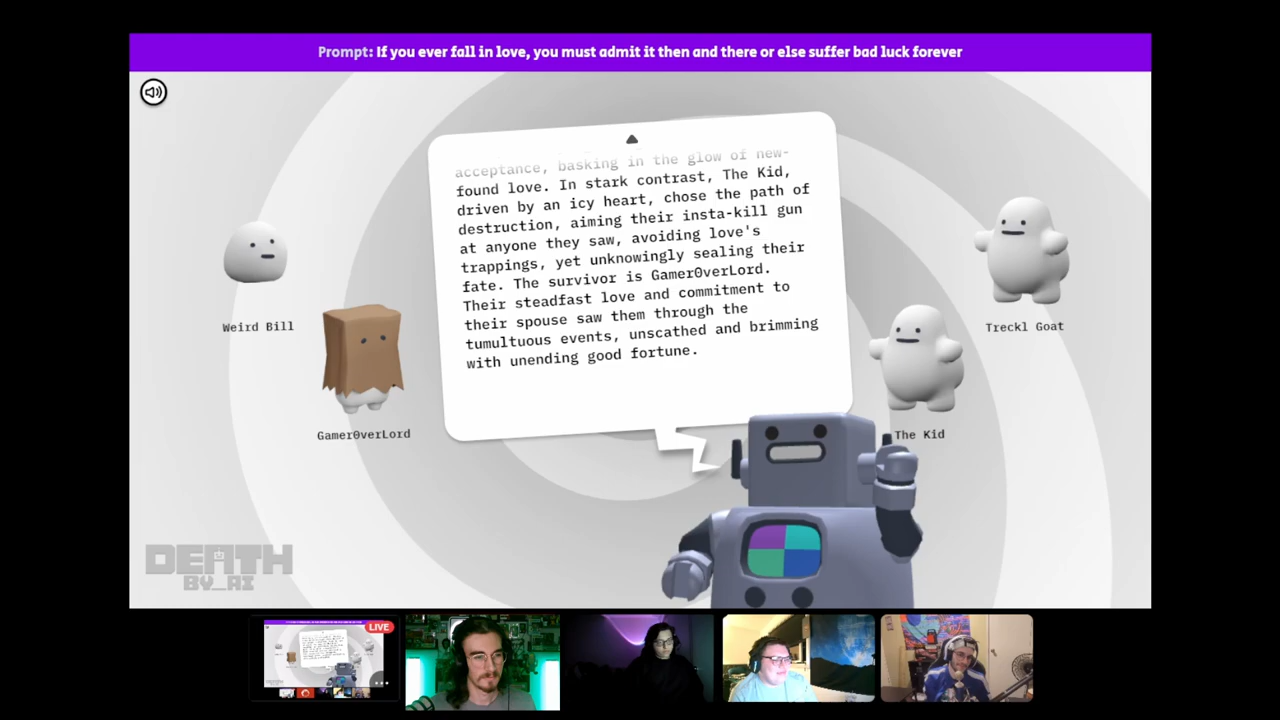 Prompt: If you ever fall in love, you must admit it then and there or else suffer bad luck forever
acceptance, basking in the glow of new-
found love. In stark contrast, The Kid,
driven by an icy heart, chose the path of
destruction, aiming their insta-kill gun
at anyone they saw, avoiding love's
trappings, yet unknowingly sealing their
fate. The survivor is Gamer0verLord.
Their steadfast love and commitment to
their spouse saw them through the
tumultuous events, unscathed and brimming
with unending good fortune.
Weird Bill
Gamer0verLord
Treckl Goat
The Kid
DEATH
BY_AI
LIVE